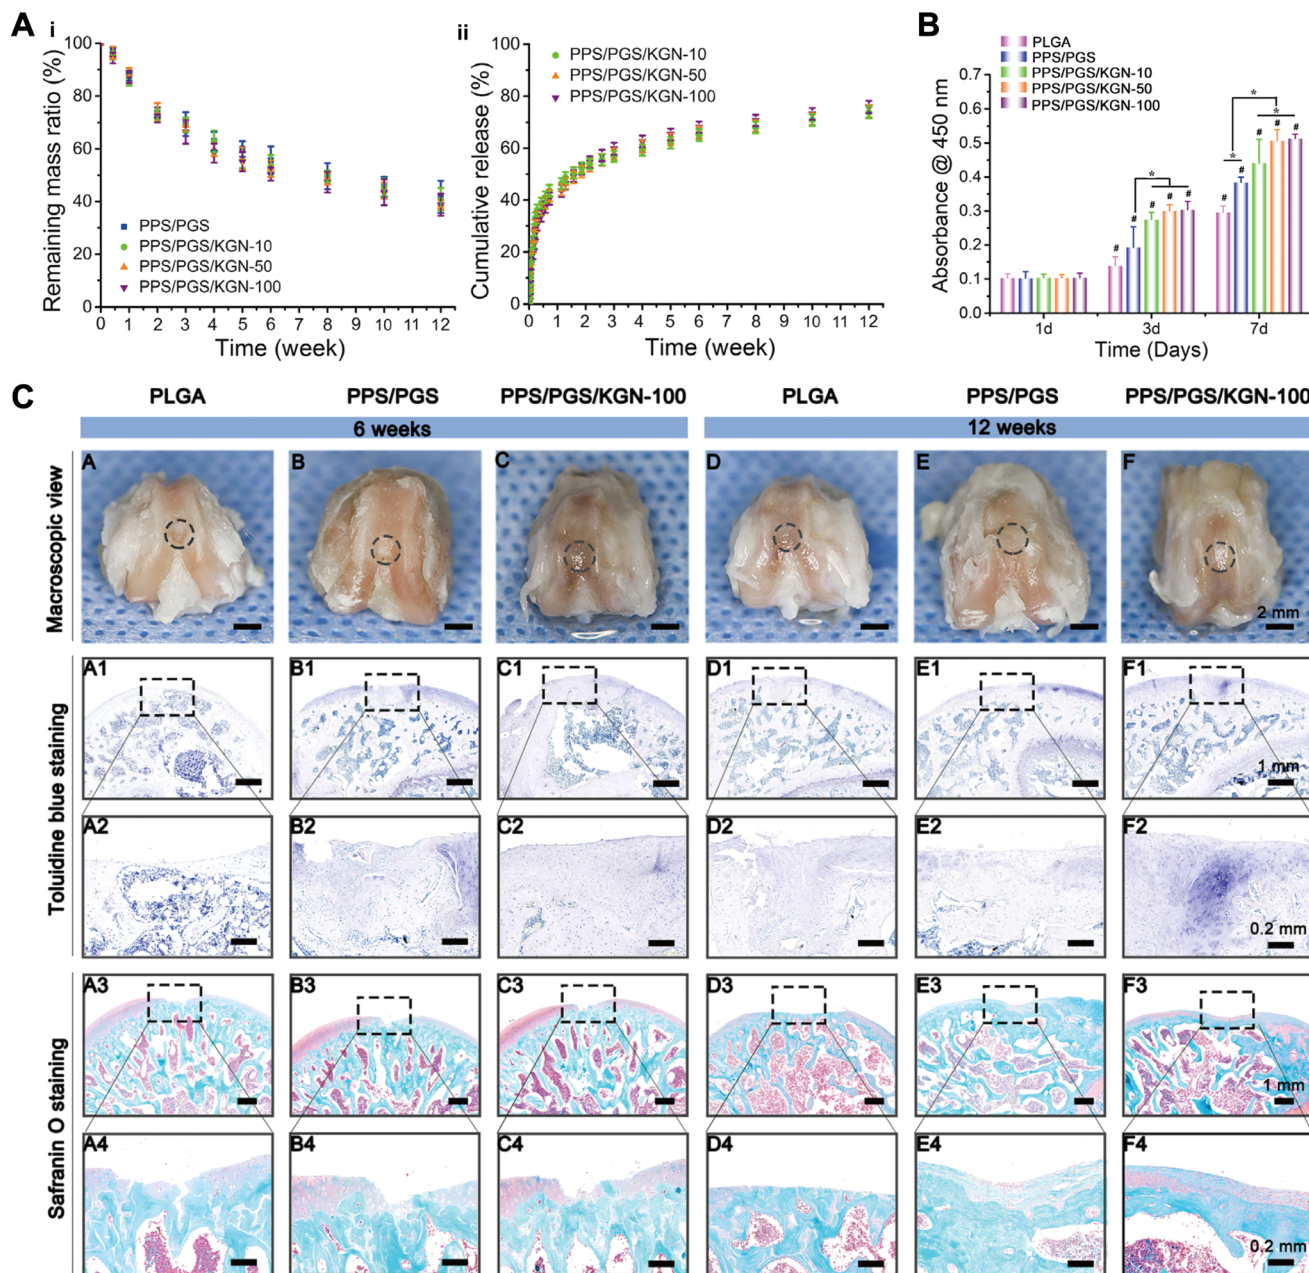 A
i
Remaining mass ratio (%)
100
80
60
40
20
0
PPS/PGS
PPS/PGS/KGN-10
PPS/PGS/KGN-50
PPS/PGS/KGN-100
0 1 2 3 4 5 6 7 8 9 10 11 12
Time (week)
ii
Cumulative release (%)
100
80
60
40
20
0
PPS/PGS/KGN-10
PPS/PGS/KGN-50
PPS/PGS/KGN-100
0 1 2 3 4 5 6 7 8 9 10 11 12
Time (week)
B
PLGA
PPS/PGS
PPS/PGS/KGN-10
PPS/PGS/KGN-50
PPS/PGS/KGN-100
Absorbance @ 450 nm
0.7
0.6
0.5
0.4
0.3
0.2
0.1
0.0
# # # # #
*
# # # # #
* * *
1d 3d 7d
Time (Days)
C
PLGA PPS/PGS PPS/PGS/KGN-100 PLGA PPS/PGS PPS/PGS/KGN-100
6 weeks 12 weeks
Macroscopic view
A B C D E F
2 mm
Toluidine blue staining
A1 B1 C1 D1 E1 F1
1 mm
A2 B2 C2 D2 E2 F2
0.2 mm
Safranin O staining
A3 B3 C3 D3 E3 F3
1 mm
A4 B4 C4 D4 E4 F4
0.2 mm